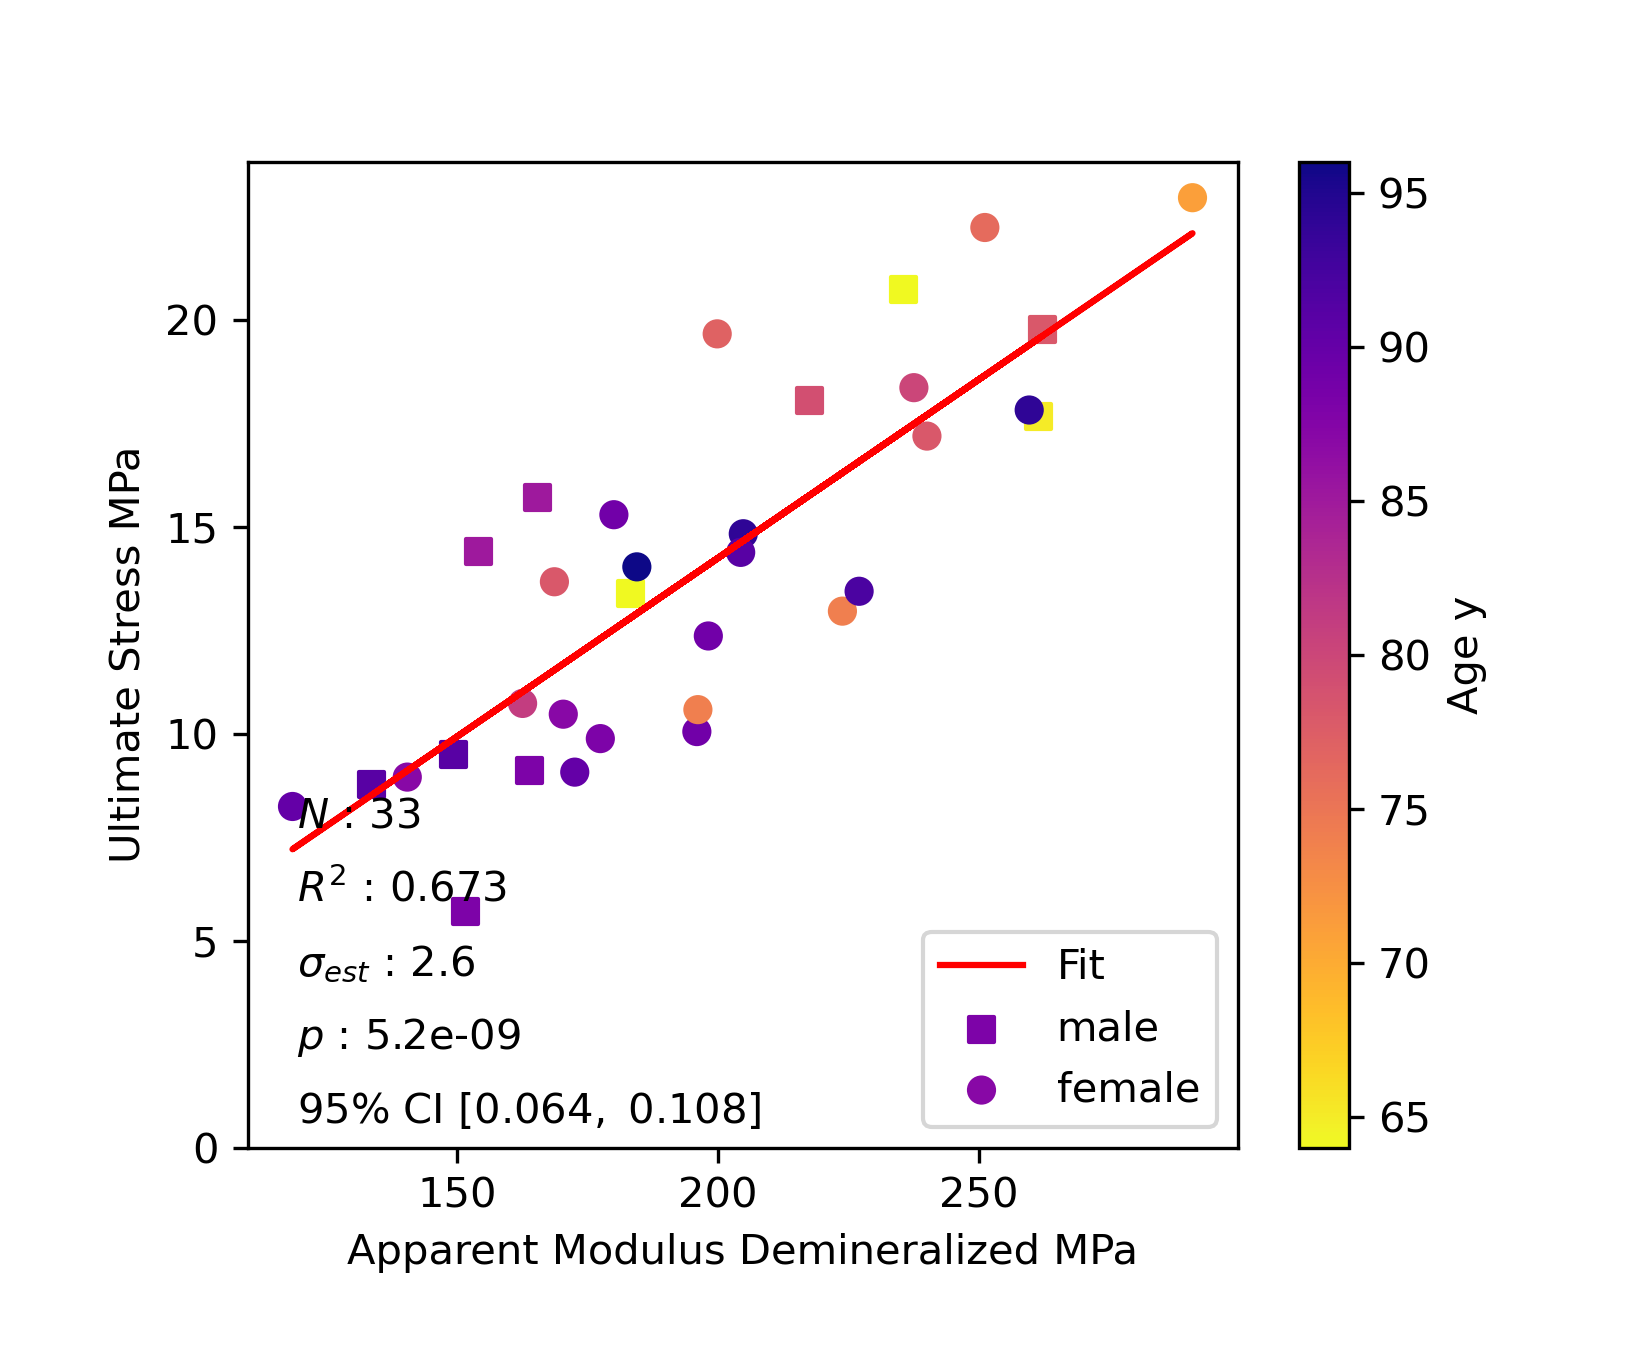 20
15
10
5
0
Ultimate Stress MPa
N : 33
R² : 0.673
σest : 2.6
p : 5.2e-09
95% CI [0.064, 0.108]
Fit
male
female
150
200
250
Apparent Modulus Demineralized MPa
95
90
85
80
75
70
65
Age y